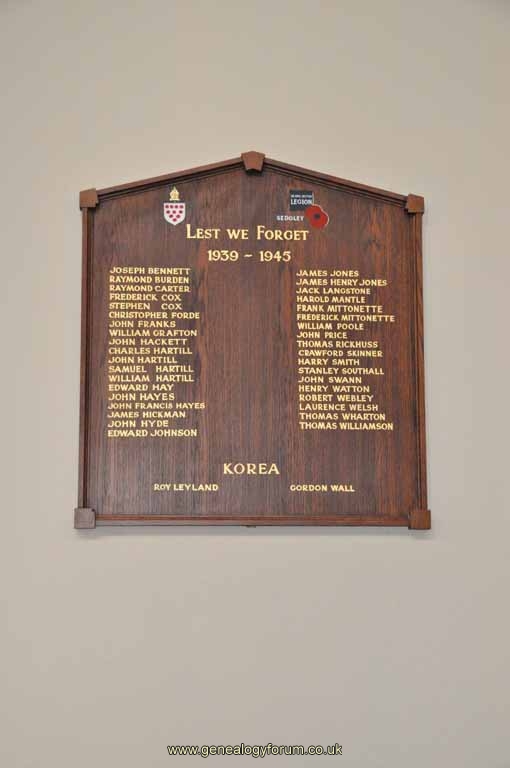 LEGION
SEDGLEY
LEST WE FORGET
1939 ~ 1945
JOSEPH BENNETT
RAYMOND BURDEN
RAYMOND CARTER
FREDERICK COX
STEPHEN COX
CHRISTOPHER FORDE
JOHN FRANKS
WILLIAM GRAFTON
JOHN HACKETT
CHARLES HARTILL
JOHN HARTILL
SAMUEL HARTILL
WILLIAM HARTILL
EDWARD HAY
JOHN HAYES
JOHN FRANCIS HAYES
JAMES HICKMAN
JOHN HYDE
EDWARD JOHNSON
JAMES JONES
JAMES HENRY JONES
JACK LANGSTONE
HAROLD MANTLE
FRANK MITTONETTE
FREDERICK MITTONETTE
WILLIAM POOLE
JOHN PRICE
THOMAS RICKHUSS
CRAWFORD SKINNER
HARRY SMITH
STANLEY SOUTHALL
JOHN SWANN
HENRY WATTON
ROBERT WEBLEY
LAURENCE WELSH
THOMAS WHARTON
THOMAS WILLIAMSON
KOREA
ROY LEYLAND
GORDON WALL
www.genealogyforum.co.uk